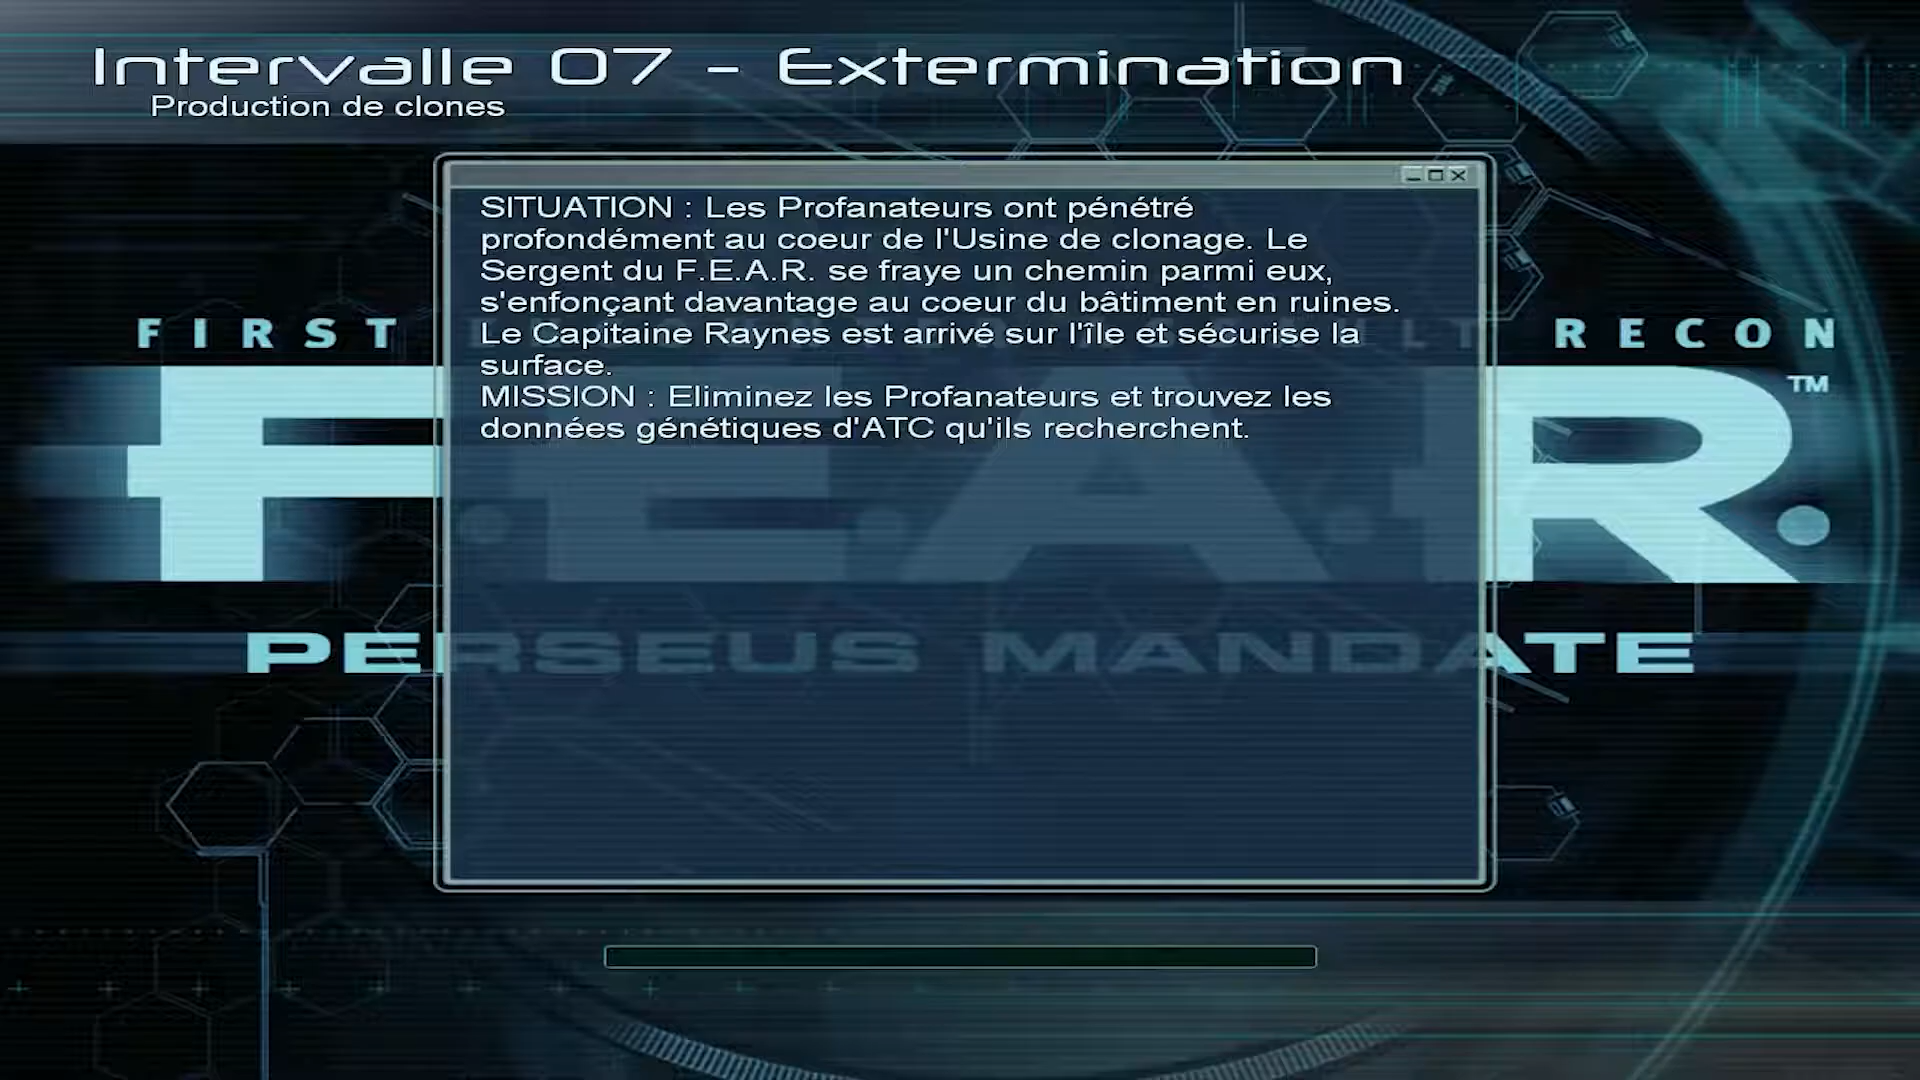 Intervalle 07 - Extermination
Production de clones
SITUATION : Les Profanateurs ont pénétré
profondément au coeur de l'Usine de clonage. Le
Sergent du F.E.A.R. se fraye un chemin parmi eux,
s'enfonçant davantage au coeur du bâtiment en ruines.
Le Capitaine Raynes est arrivé sur l'île et sécurise la
surface.
MISSION : Eliminez les Profanateurs et trouvez les
données génétiques d'ATC qu'ils recherchent.
FIRST RECON
F.E.A.R.™
PERSEUS MANDATE